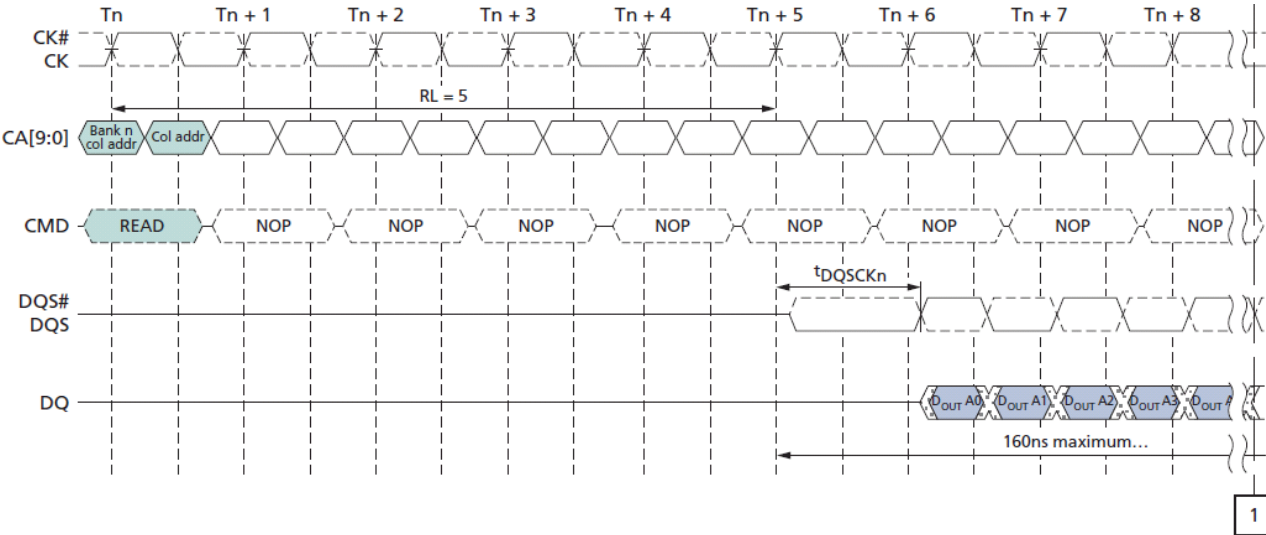 Tn Tn + 1 Tn + 2 Tn + 3 Tn + 4 Tn + 5 Tn + 6 Tn + 7 Tn + 8
CK#
CK
RL = 5
CA[9:0] Bank n col addr Col addr
CMD READ NOP NOP NOP NOP NOP NOP NOP NOP
tDQSCKn
DQS#
DQS
DQ DOUT A0 DOUT A1 DOUT A2 DOUT A3 DOUT
160ns maximum…
1